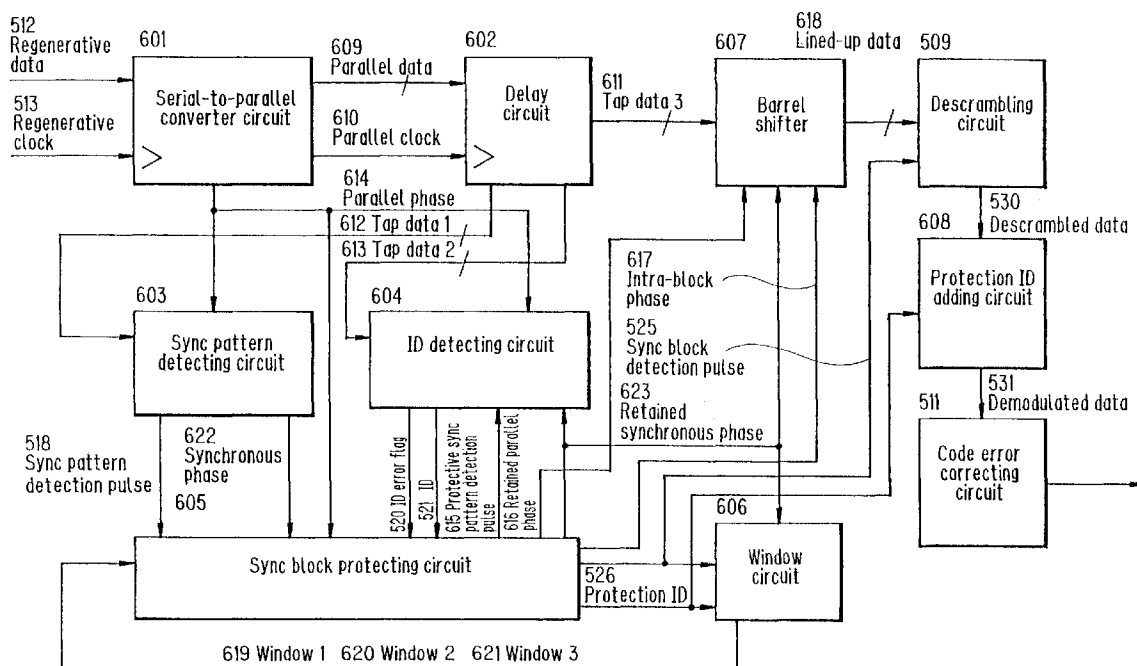 512
Regenerative
data
513
Regenerative
clock
601
Serial-to-parallel
converter circuit
609
Parallel data
610
Parallel clock
602
Delay
circuit
611
Tap data 3
607
Barrel
shifter
618
Lined-up data
509
Descrambling
circuit
614
Parallel phase
612 Tap data 1
613 Tap data 2
530
Descrambled data
603
Sync pattern
detecting circuit
604
ID detecting circuit
617
Intra-block
phase
525
Sync block
detection pulse
623
Retained
synchronous phase
608
Protection ID
adding circuit
531
Demodulated data
511
Code error
correcting
circuit
518
Sync pattern
detection pulse
622
Synchronous
phase
605
520 ID error flag
521 ID
615 Protective sync
pattern detection
pulse
616 Retained parallel
phase
Sync block protecting circuit
526
Protection ID
606
Window
circuit
619 Window 1 620 Window 2 621 Window 3